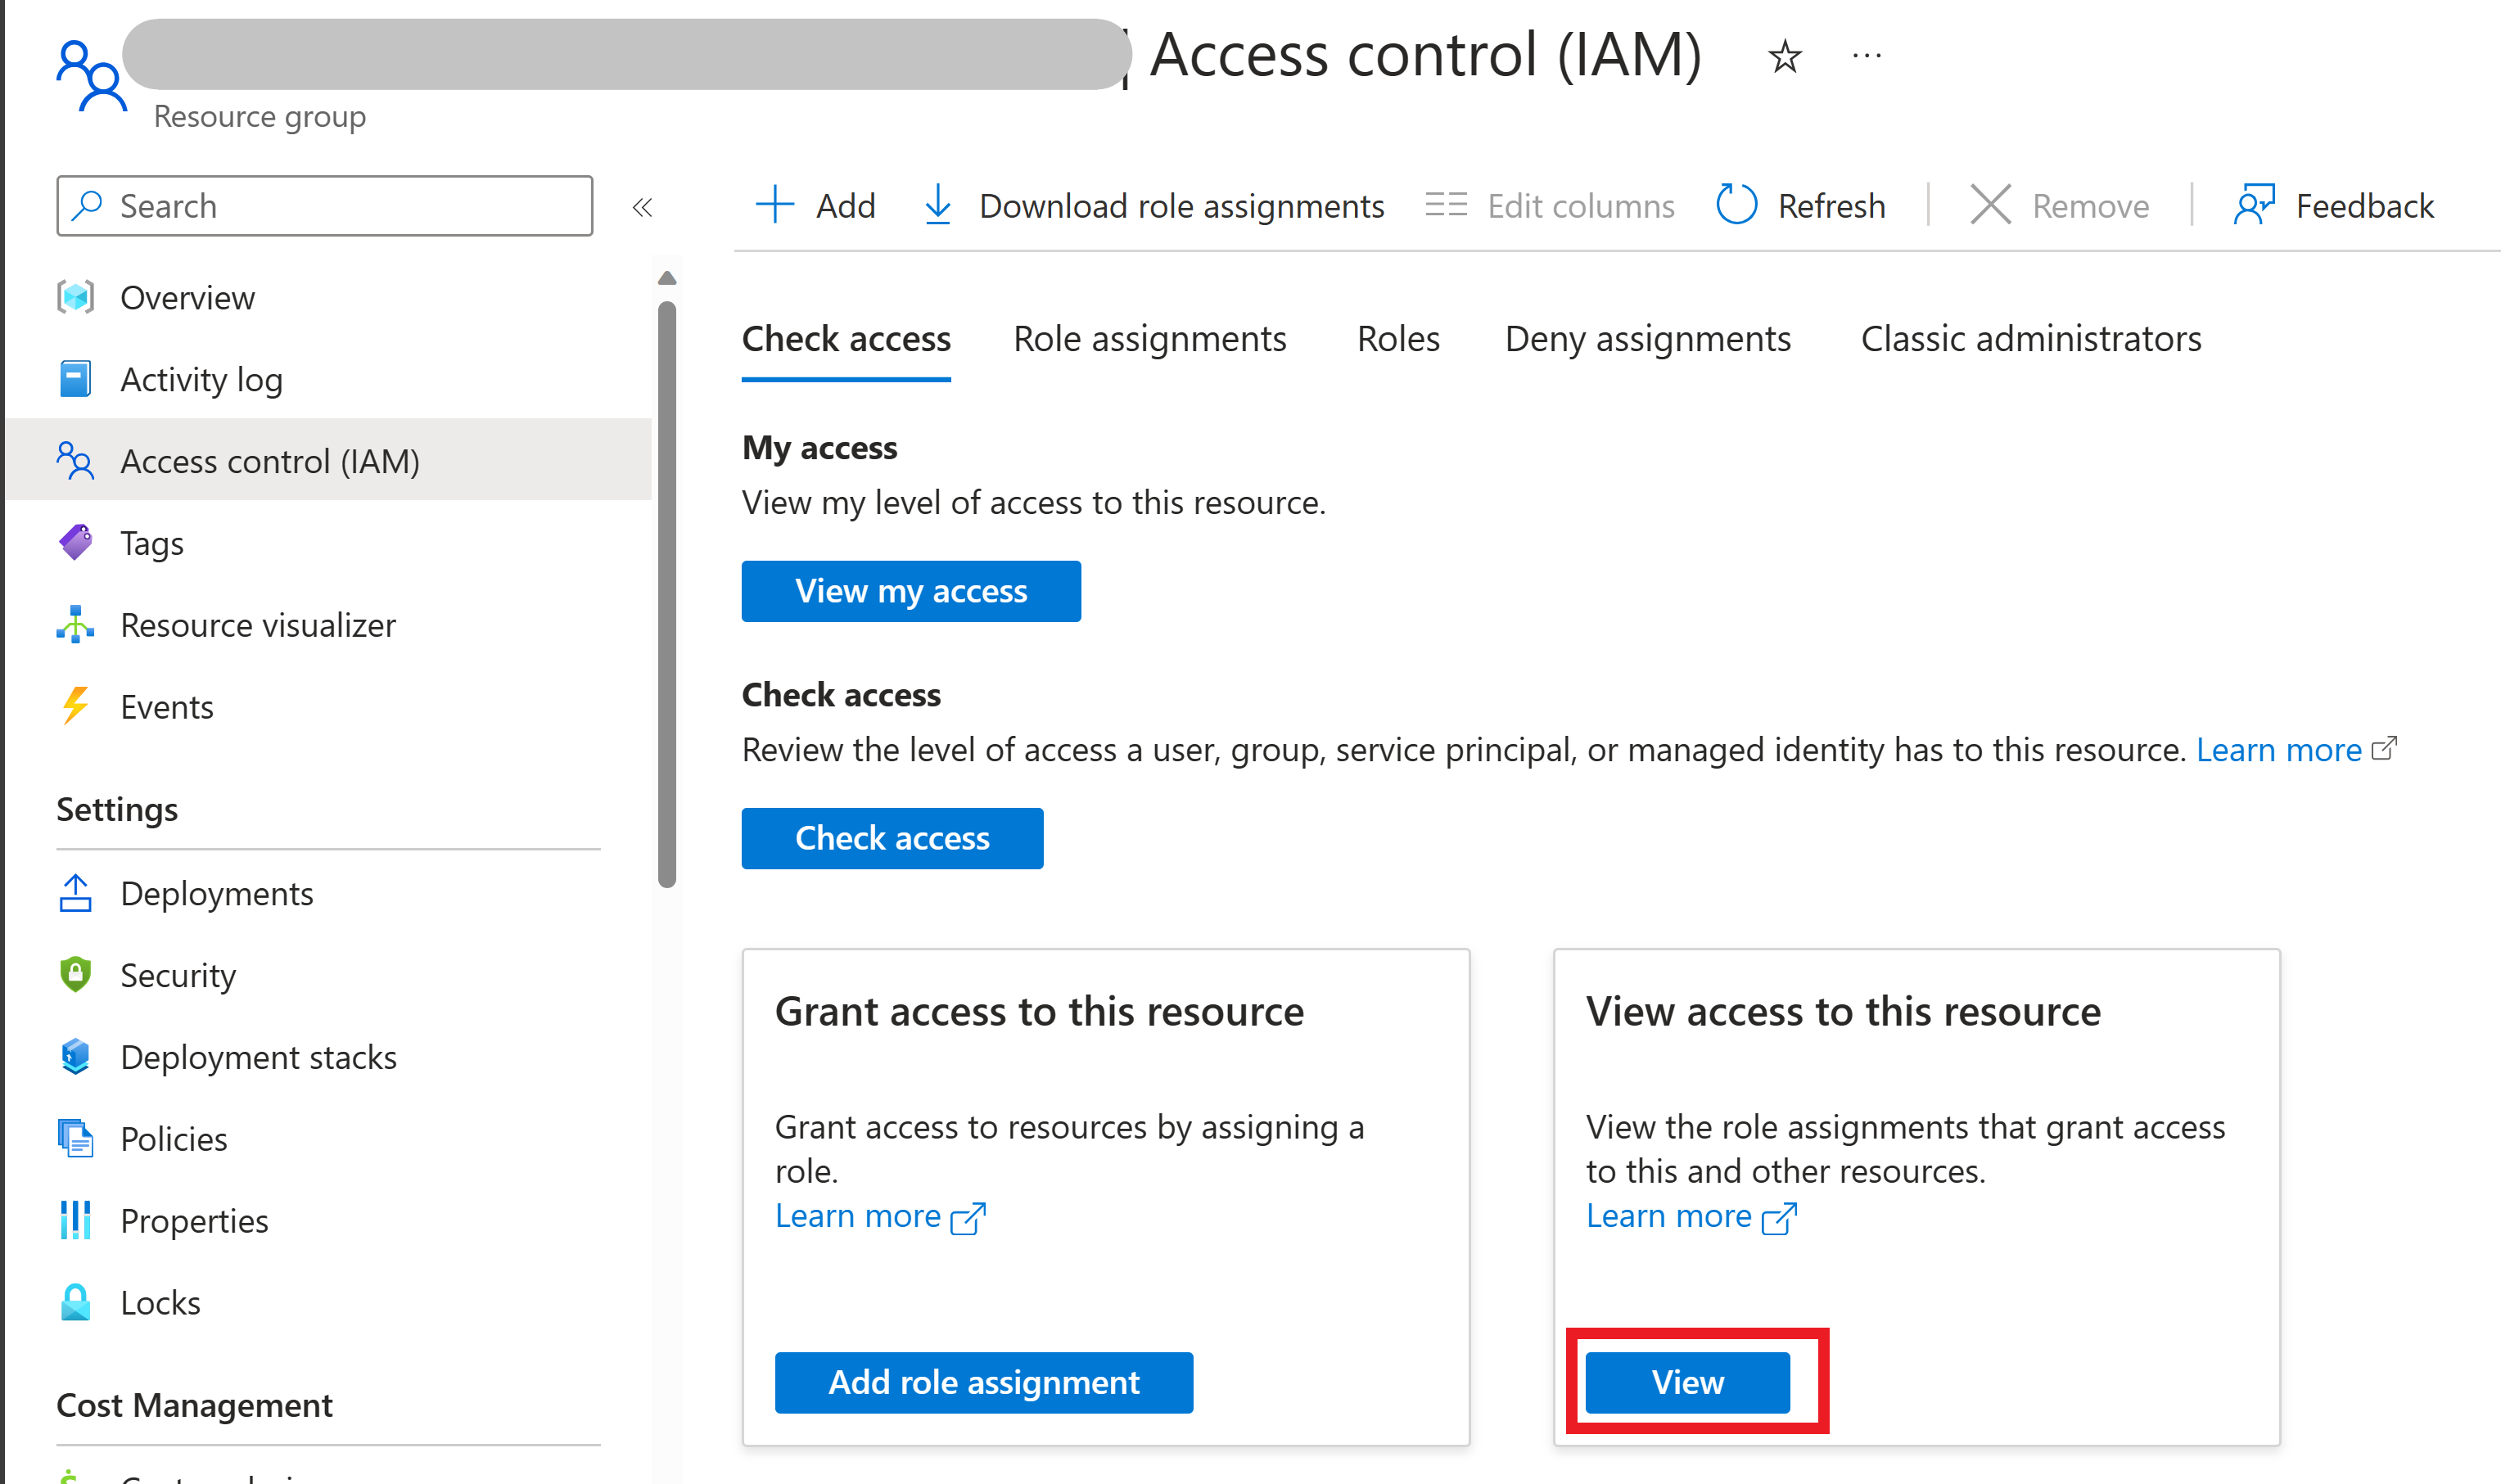 | Access control (IAM)
Resource group
Search
Add
Download role assignments
Edit columns
Refresh
Remove
Feedback
Overview
Activity log
Access control (IAM)
Tags
Resource visualizer
Events
Settings
Deployments
Security
Deployment stacks
Policies
Properties
Locks
Cost Management
Check access
Role assignments
Roles
Deny assignments
Classic administrators
My access
View my level of access to this resource.
View my access
Check access
Review the level of access a user, group, service principal, or managed identity has to this resource. Learn more
Check access
Grant access to this resource
Grant access to resources by assigning a
role.
Learn more
Add role assignment
View access to this resource
View the role assignments that grant access
to this and other resources.
Learn more
View